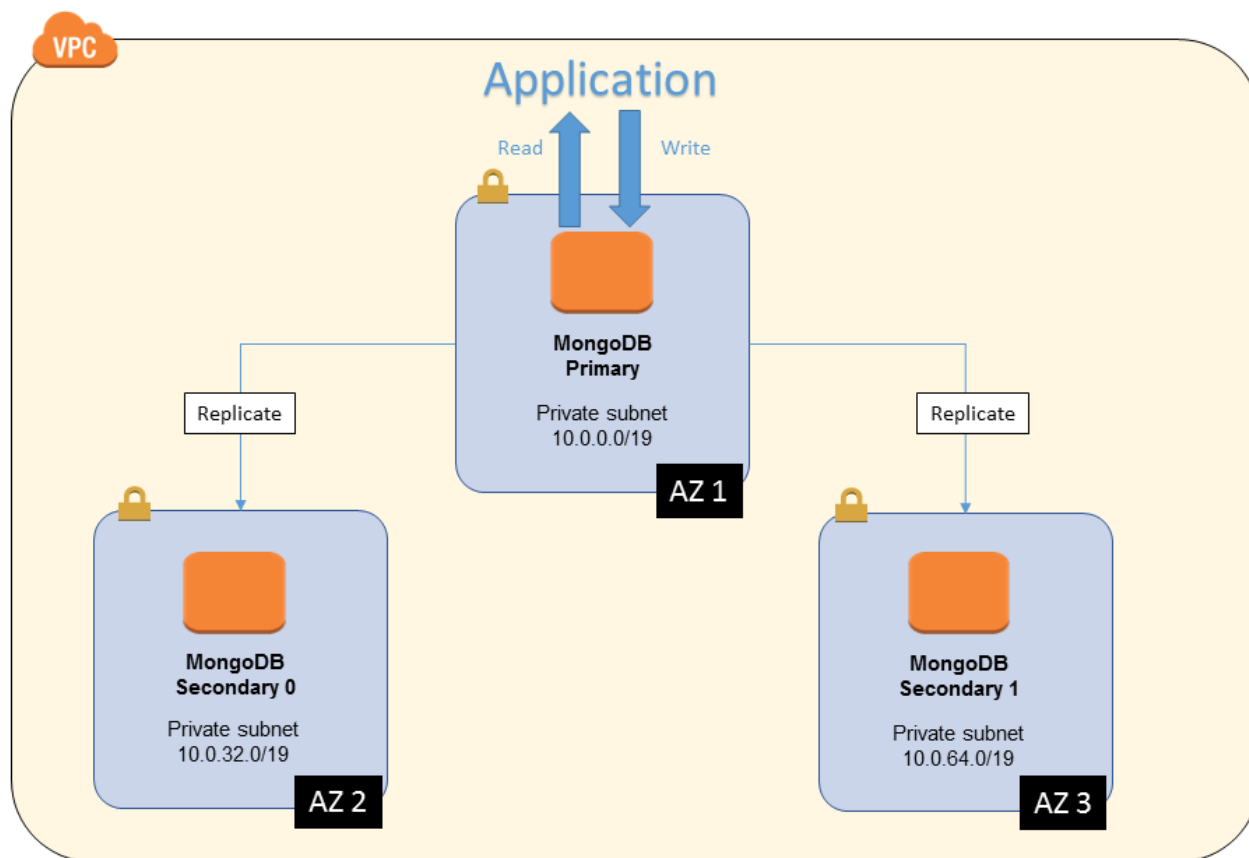 VPC
Application
Read
Write
MongoDB
Primary
Private subnet
10.0.0.0/19
AZ 1
Replicate
Replicate
MongoDB
Secondary 0
Private subnet
10.0.32.0/19
AZ 2
MongoDB
Secondary 1
Private subnet
10.0.64.0/19
AZ 3